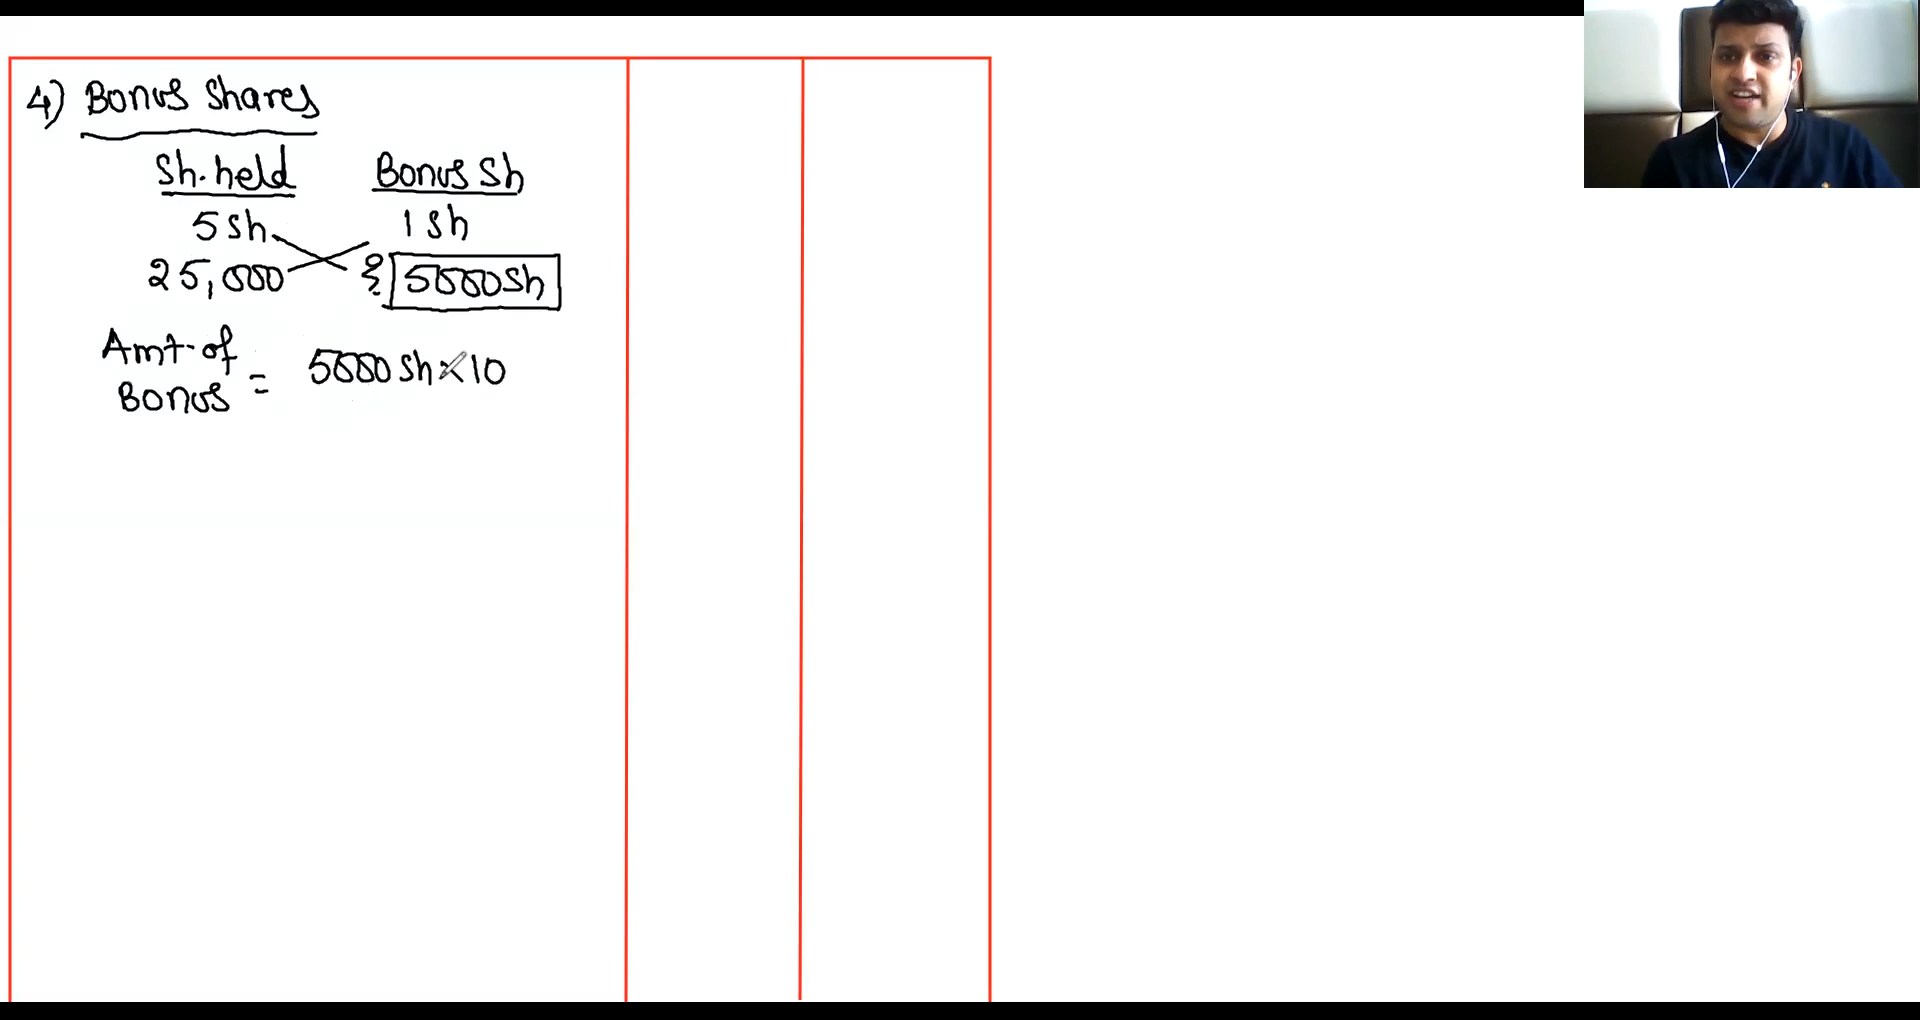 4) Bonus Shares
Sh. held Bonus Sh
5 Sh 1 Sh
25,000 ? 5000 Sh
Amt. of
Bonus = 5000 Sh × 10